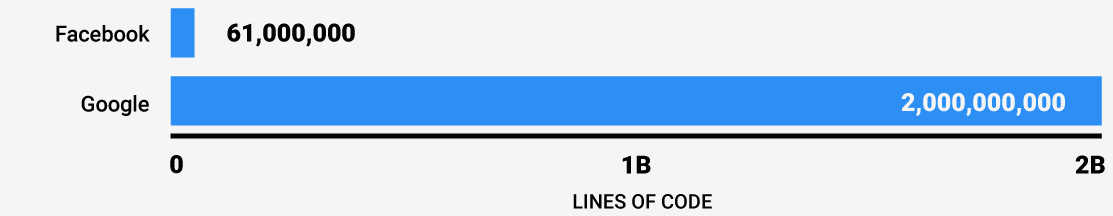 Facebook 61,000,000
Google 2,000,000,000
0 1B 2B
LINES OF CODE